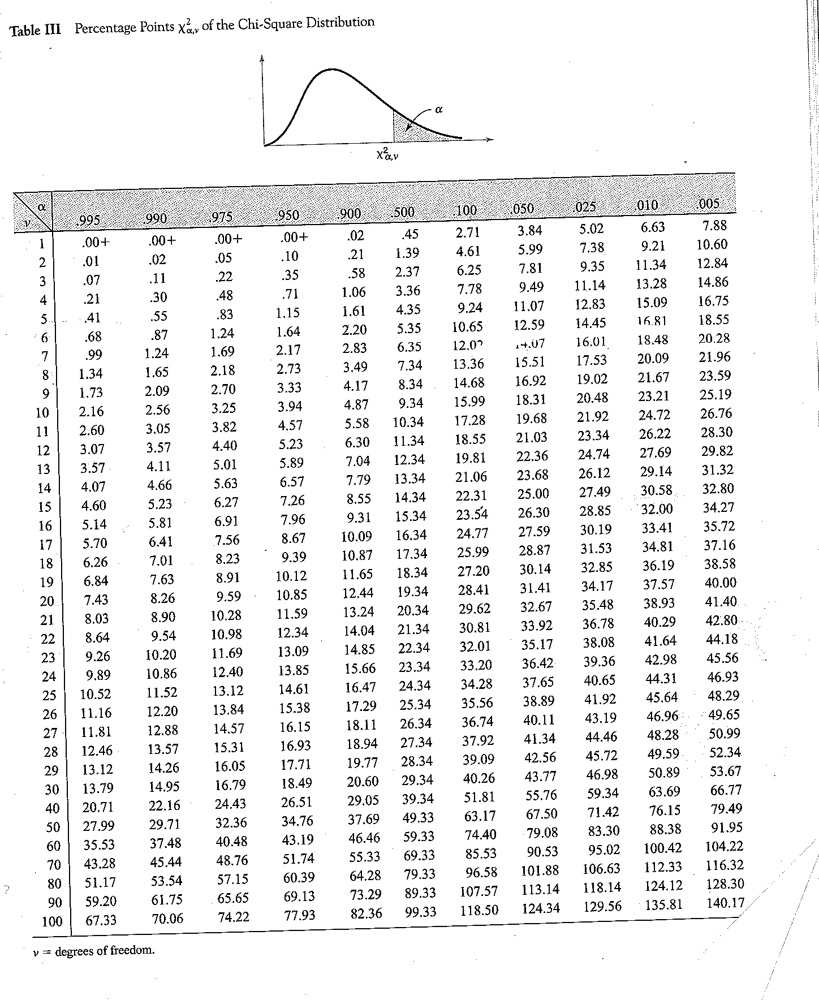 Table III Percentage Points χ²α,ν of the Chi-Square Distribution
α
χ²α,ν
α
ν .995 .990 .975 .950 .900 .500 .100 .050 .025 .010 .005
1 .00+ .00+ .00+ .00+ .02 .45 2.71 3.84 5.02 6.63 7.88
2 .01 .02 .05 .10 .21 1.39 4.61 5.99 7.38 9.21 10.60
3 .07 .11 .22 .35 .58 2.37 6.25 7.81 9.35 11.34 12.84
4 .21 .30 .48 .71 1.06 3.36 7.78 9.49 11.14 13.28 14.86
5 .41 .55 .83 1.15 1.61 4.35 9.24 11.07 12.83 15.09 16.75
6 .68 .87 1.24 1.64 2.20 5.35 10.65 12.59 14.45 16.81 18.55
7 .99 1.24 1.69 2.17 2.83 6.35 16.01 18.48 20.28
8 1.34 1.65 2.18 2.73 3.49 7.34 13.36 15.51 17.53 20.09 21.96
9 1.73 2.09 2.70 3.33 4.17 8.34 14.68 16.92 19.02 21.67 23.59
10 2.16 2.56 3.25 3.94 4.87 9.34 15.99 18.31 20.48 23.21 25.19
11 2.60 3.05 3.82 4.57 5.58 10.34 17.28 19.68 21.92 24.72 26.76
12 3.07 3.57 4.40 5.23 6.30 11.34 18.55 21.03 23.34 26.22 28.30
13 3.57 4.11 5.01 5.89 7.04 12.34 19.81 22.36 24.74 27.69 29.82
14 4.07 4.66 5.63 6.57 7.79 13.34 21.06 23.68 26.12 29.14 31.32
15 4.60 5.23 6.27 7.26 8.55 14.34 22.31 25.00 27.49 30.58 32.80
16 5.14 5.81 6.91 7.96 9.31 15.34 23.54 26.30 28.85 32.00 34.27
17 5.70 6.41 7.56 8.67 10.09 16.34 24.77 27.59 30.19 33.41 35.72
18 6.26 7.01 8.23 9.39 10.87 17.34 25.99 28.87 31.53 34.81 37.16
19 6.84 7.63 8.91 10.12 11.65 18.34 27.20 30.14 32.85 36.19 38.58
20 7.43 8.26 9.59 10.85 12.44 19.34 28.41 31.41 34.17 37.57 40.00
21 8.03 8.90 10.28 11.59 13.24 20.34 29.62 32.67 35.48 38.93 41.40
22 8.64 9.54 10.98 12.34 14.04 21.34 30.81 33.92 36.78 40.29 42.80
23 9.26 10.20 11.69 13.09 14.85 22.34 32.01 35.17 38.08 41.64 44.18
24 9.89 10.86 12.40 13.85 15.66 23.34 33.20 36.42 39.36 42.98 45.56
25 10.52 11.52 13.12 14.61 16.47 24.34 34.28 37.65 40.65 44.31 46.93
26 11.16 12.20 13.84 15.38 17.29 25.34 35.56 38.89 41.92 45.64 48.29
27 11.81 12.88 14.57 16.15 18.11 26.34 36.74 40.11 43.19 46.96 49.65
28 12.46 13.57 15.31 16.93 18.94 27.34 37.92 41.34 44.46 48.28 50.99
29 13.12 14.26 16.05 17.71 19.77 28.34 39.09 42.56 45.72 49.59 52.34
30 13.79 14.95 16.79 18.49 20.60 29.34 40.26 43.77 46.98 50.89 53.67
40 20.71 22.16 24.43 26.51 29.05 39.34 51.81 55.76 59.34 63.69 66.77
50 27.99 29.71 32.36 34.76 37.69 49.33 63.17 67.50 71.42 76.15 79.49
60 35.53 37.48 40.48 43.19 46.46 59.33 74.40 79.08 83.30 88.38 91.95
70 43.28 45.44 48.76 51.74 55.33 69.33 85.53 90.53 95.02 100.42 104.22
80 51.17 53.54 57.15 60.39 64.28 79.33 96.58 101.88 106.63 112.33 116.32
90 59.20 61.75 65.65 69.13 73.29 89.33 107.57 113.14 118.14 124.12 128.30
100 67.33 70.06 74.22 77.93 82.36 99.33 118.50 124.34 129.56 135.81 140.17
ν = degrees of freedom.